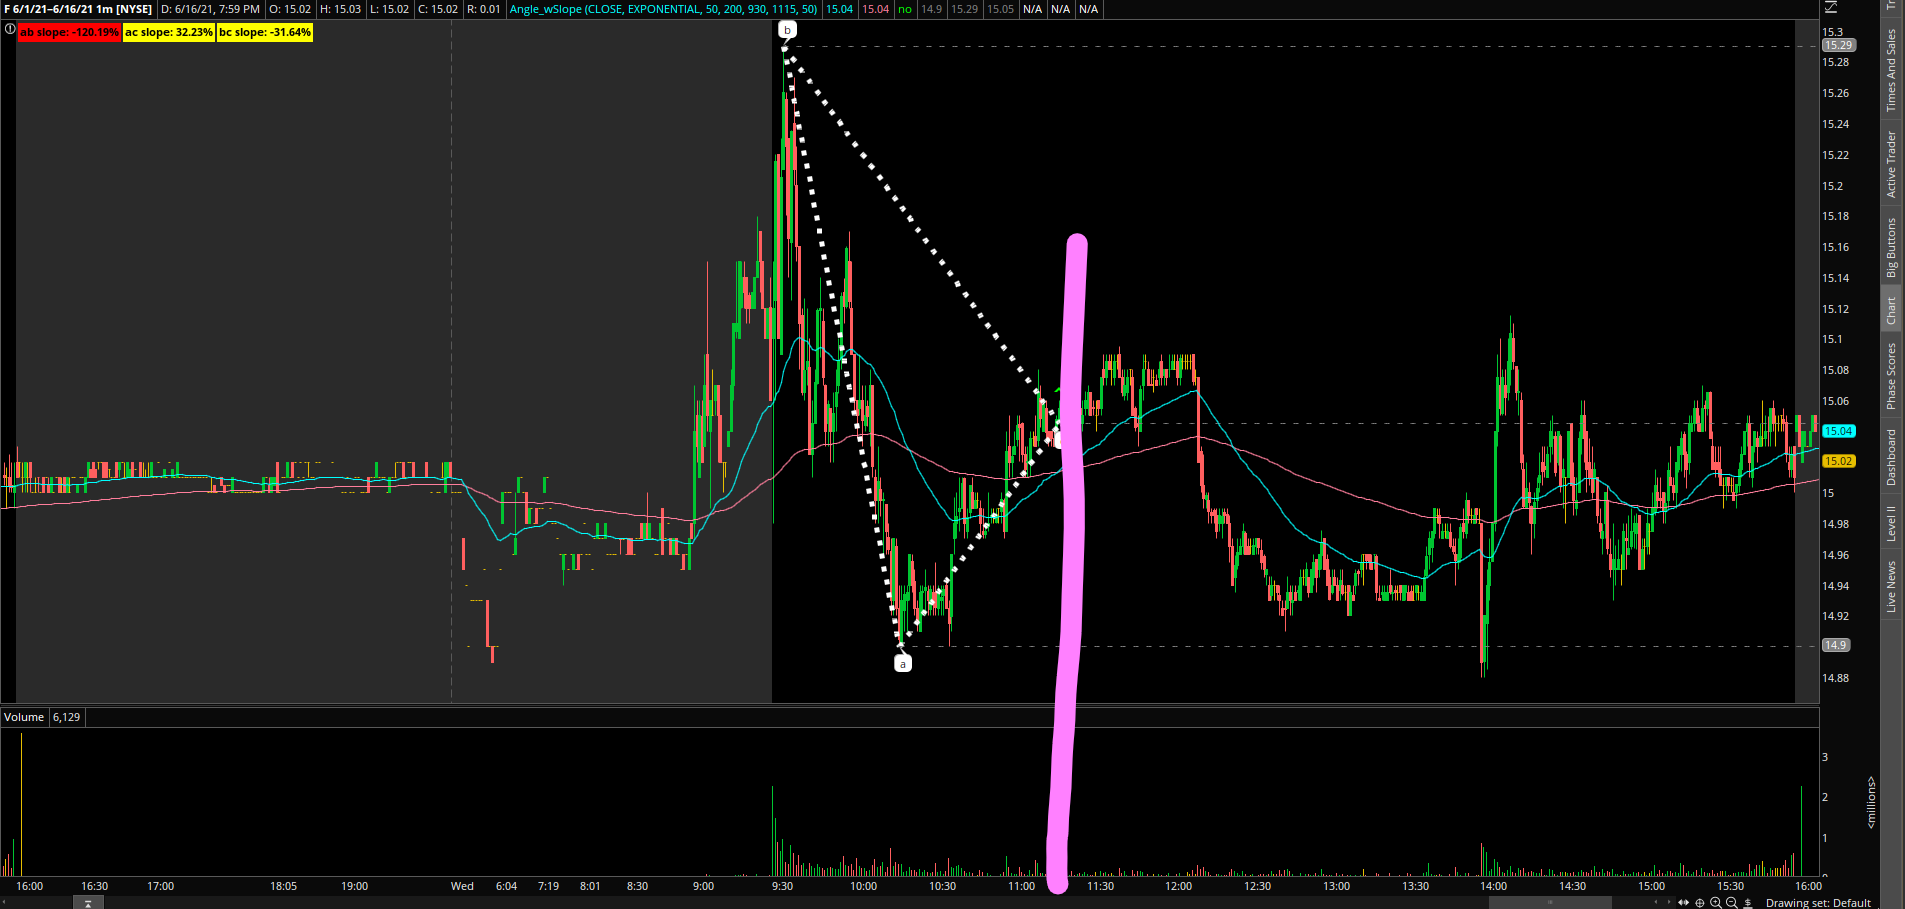 F 6/1/21–6/16/21 1m [NYSE] D: 6/16/21, 7:59 PM O: 15.02 H: 15.03 L: 15.02 C: 15.02 R: 0.01 Angle_wSlope (CLOSE, EXPONENTIAL, 50, 200, 930, 1115, 50) 15.04 15.04 no 14.9 15.29 15.05 N/A N/A N/A
ab slope: -120.19% ac slope: 32.23% bc slope: -31.64%
b
a
15.3
15.29
15.28
15.26
15.24
15.22
15.2
15.18
15.16
15.14
15.12
15.1
15.08
15.06
15.04
15.02
15
14.98
14.96
14.94
14.92
14.9
14.88
Volume 6,129
3
2
1
<millions>
16:00 16:30 17:00 18:05 19:00 Wed 6:04 7:19 8:01 8:30 9:00 9:30 10:00 10:30 11:00 11:30 12:00 12:30 13:00 13:30 14:00 14:30 15:00 15:30 16:00
Drawing set: Default
Times And Sales
Active Trader
Big Buttons
Chart
Phase Scores
Dashboard
Level II
Live News